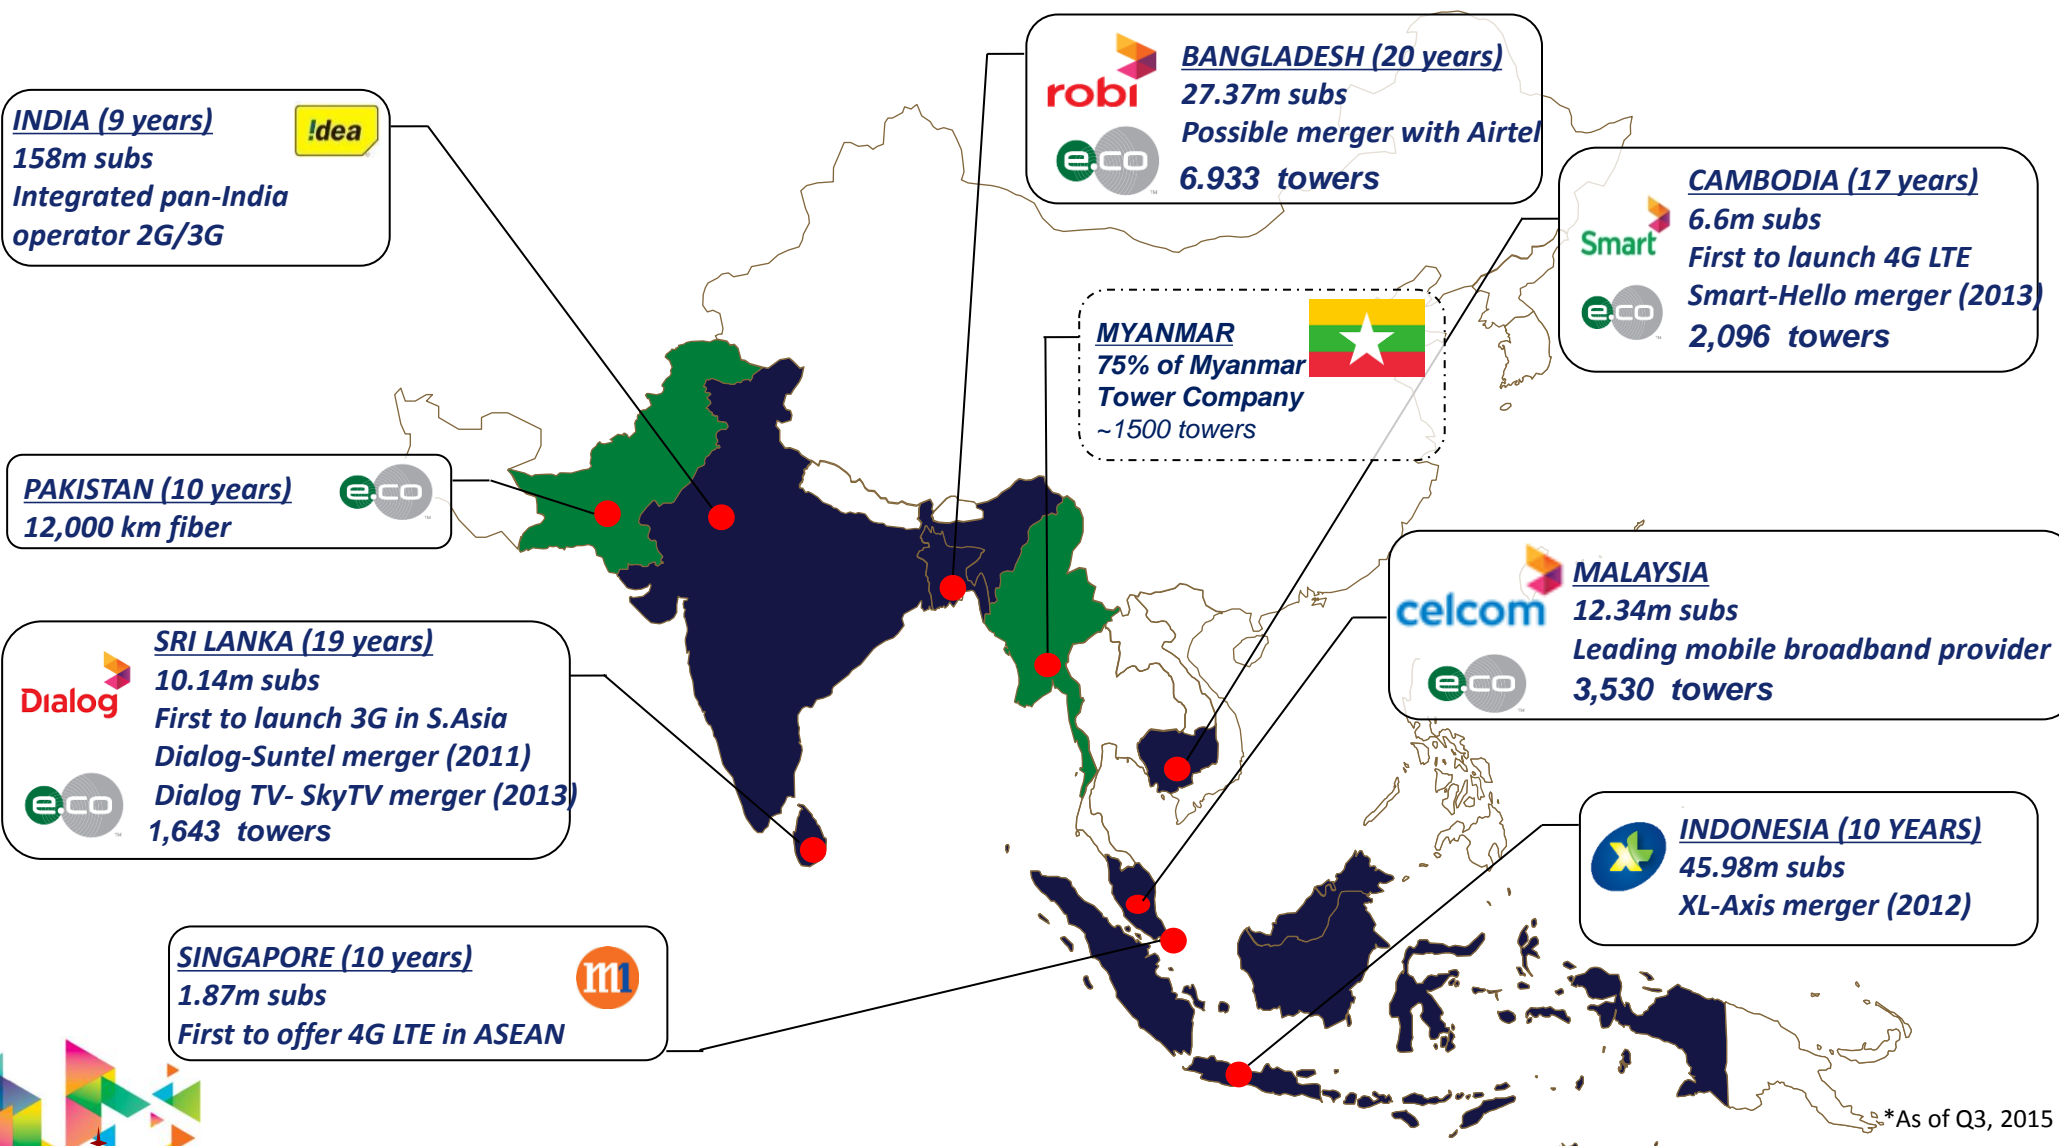 INDIA (9 years)
!dea
158m subs
Integrated pan-India
operator 2G/3G
robi
e.co
™
BANGLADESH (20 years)
27.37m subs
Possible merger with Airtel
6.933 towers
Smart
e.co
™
CAMBODIA (17 years)
6.6m subs
First to launch 4G LTE
Smart-Hello merger (2013)
2,096 towers
MYANMAR
75% of Myanmar
Tower Company
~1500 towers
PAKISTAN (10 years)
12,000 km fiber
e.co
™
celcom
e.co
™
MALAYSIA
12.34m subs
Leading mobile broadband provider
3,530 towers
Dialog
e.co
™
SRI LANKA (19 years)
10.14m subs
First to launch 3G in S.Asia
Dialog-Suntel merger (2011)
Dialog TV- SkyTV merger (2013)
1,643 towers
XL
INDONESIA (10 YEARS)
45.98m subs
XL-Axis merger (2012)
SINGAPORE (10 years)
1.87m subs
First to offer 4G LTE in ASEAN
m1
*As of Q3, 2015